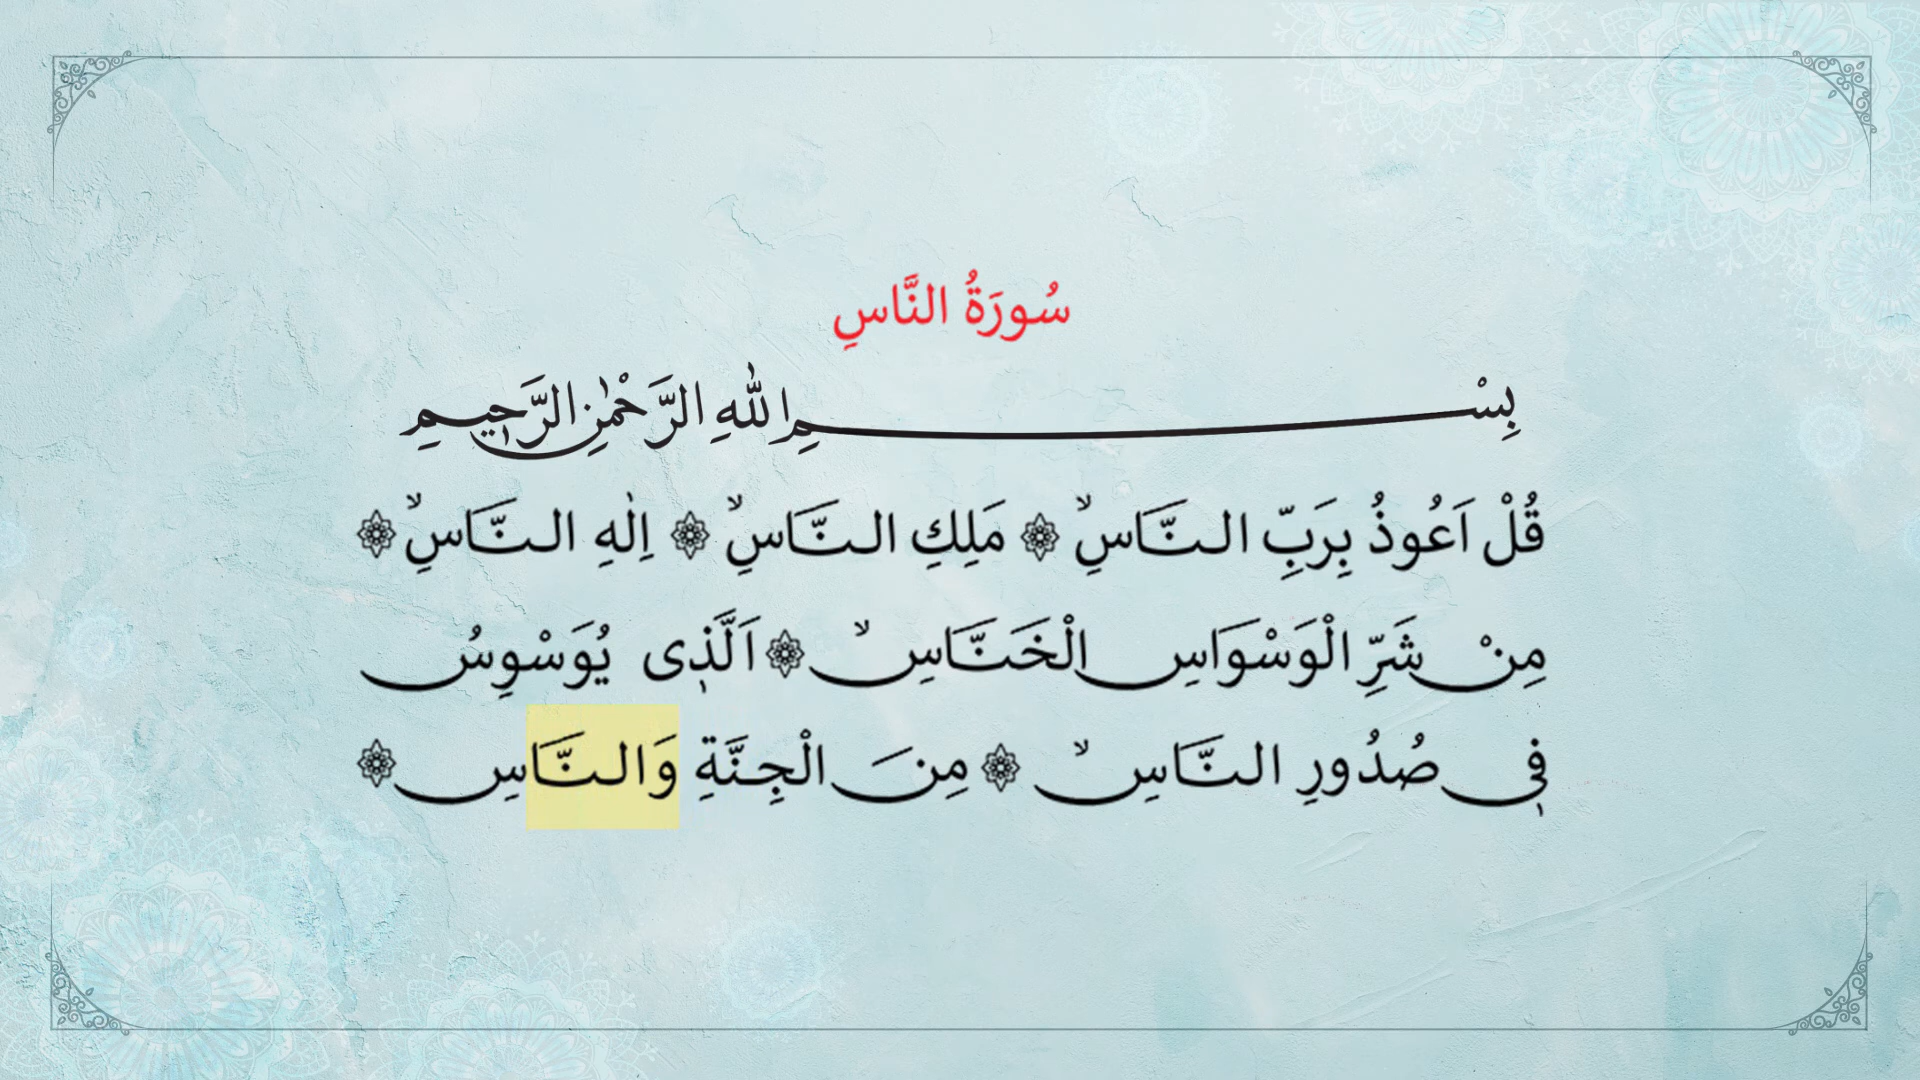 سُورَةُ النَّاسِ
بِسْمِ اللّٰهِ الرَّحْمٰنِ الرَّحِيمِ
قُلْ اَعُوذُ بِرَبِّ النَّاسِۙ ۞ مَلِكِ النَّاسِۙ ۞ اِلٰهِ النَّاسِۙ ۞
مِنْ شَرِّ الْوَسْوَاسِ الْخَنَّاسِۙ ۞ اَلَّذٖى يُوَسْوِسُ
فٖى صُدُورِ النَّاسِۙ ۞ مِنَ الْجِنَّةِ وَالنَّاسِ ۞